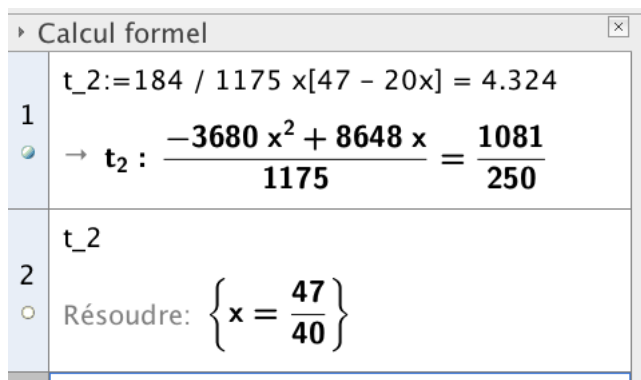 Calcul formel
1
t_2:=184 / 1175 x[47 – 20x] = 4.324
→ t₂ : (−3680 x² + 8648 x) / 1175 = 1081 / 250
2
t_2
Résoudre: {x = 47 / 40}